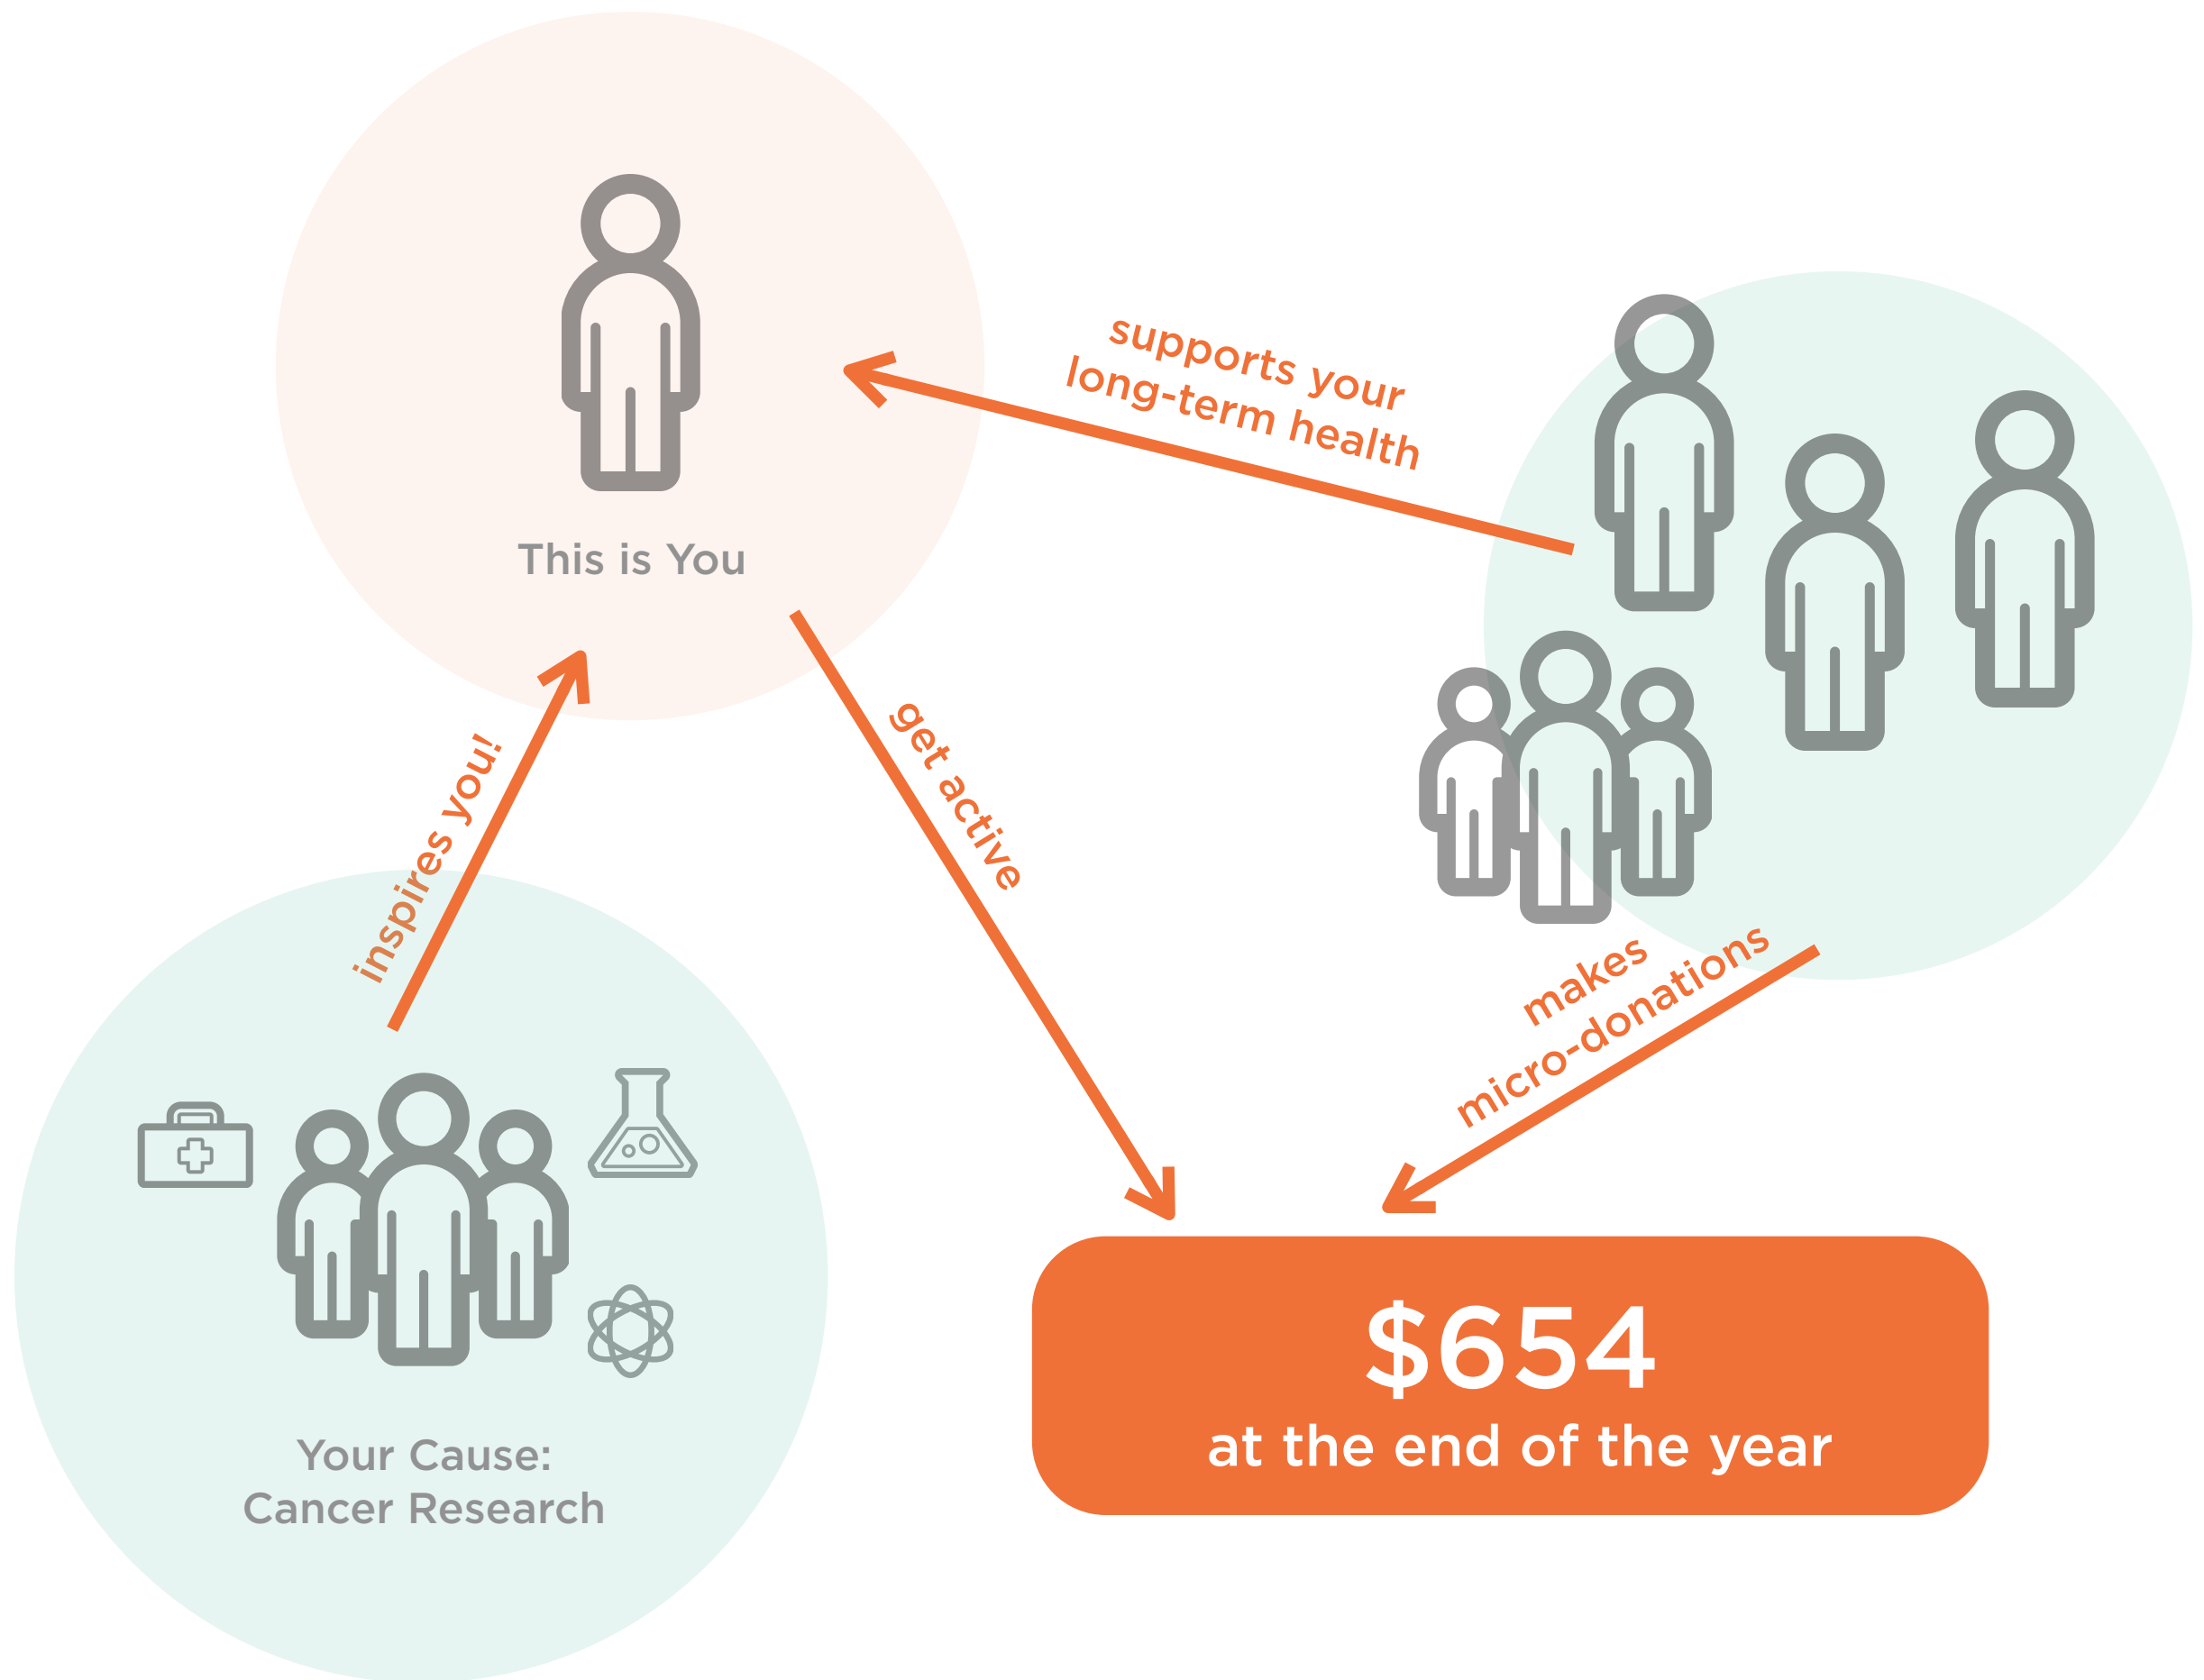 This is You
supports your
long-term health
inspires you!
get active
makes
micro-donations
Your Cause:
Cancer Research
$654
at the end of the year